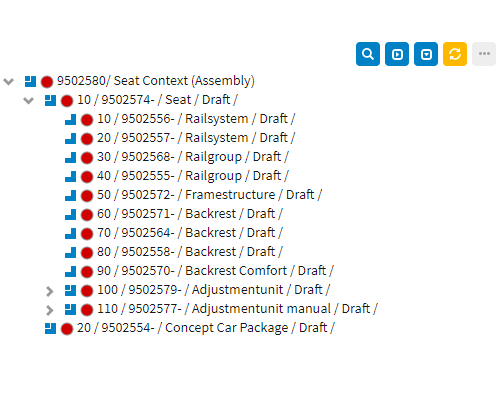 9502580/ Seat Context (Assembly)
10 / 9502574- / Seat / Draft /
10 / 9502556- / Railsystem / Draft /
20 / 9502557- / Railsystem / Draft /
30 / 9502568- / Railgroup / Draft /
40 / 9502555- / Railgroup / Draft /
50 / 9502572- / Framestructure / Draft /
60 / 9502571- / Backrest / Draft /
70 / 9502564- / Backrest / Draft /
80 / 9502558- / Backrest / Draft /
90 / 9502570- / Backrest Comfort / Draft /
100 / 9502579- / Adjustmentunit / Draft /
110 / 9502577- / Adjustmentunit manual / Draft /
20 / 9502554- / Concept Car Package / Draft /